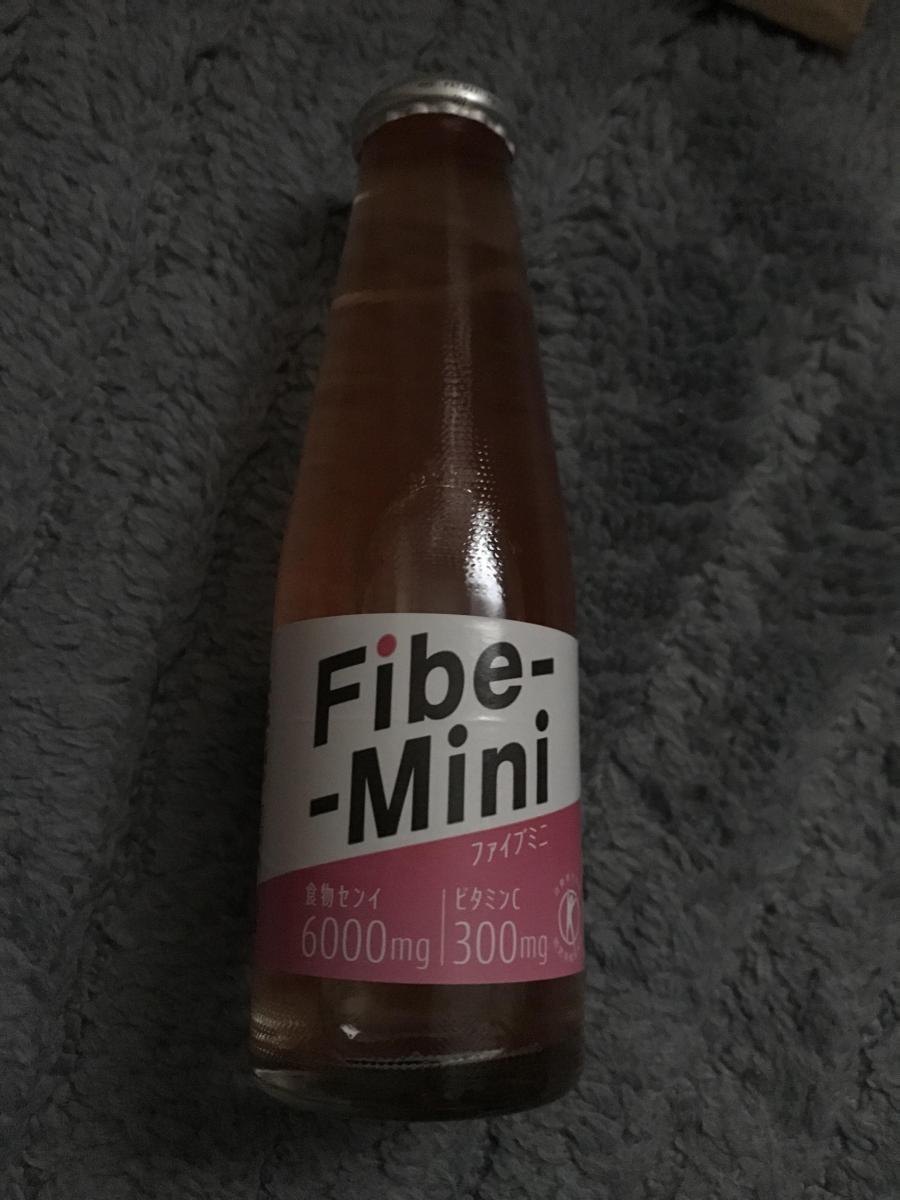 Fibe-
-Mini
ファイブミニ
食物センイ
6000mg
ビタミンC
300mg